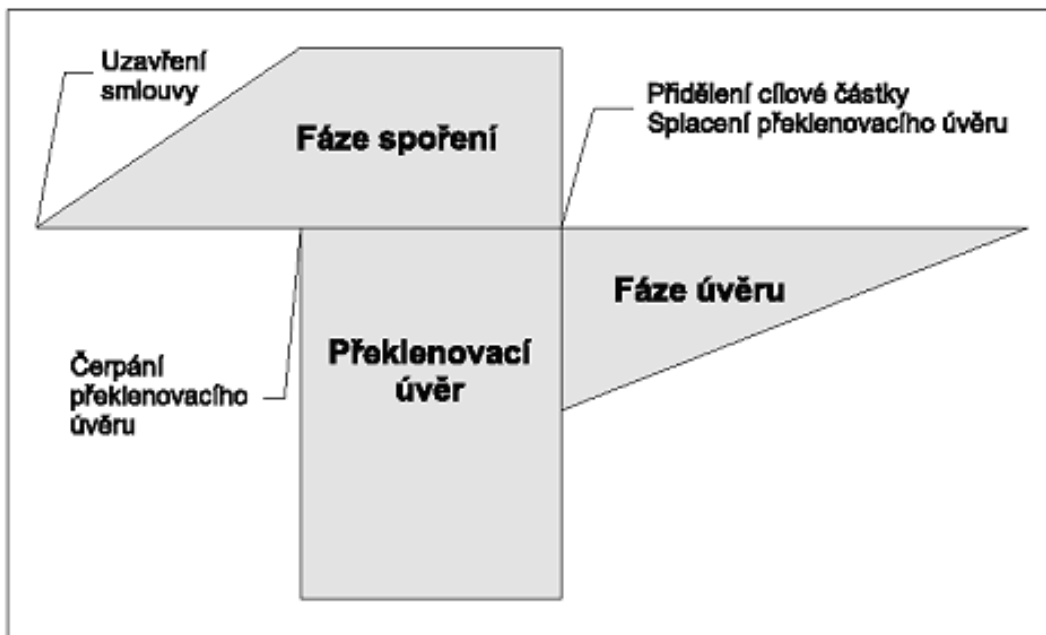 Uzavření
smlouvy
Fáze spoření
Přidělení cílové částky
Splacení překlenovacího úvěru
Fáze úvěru
Překlenovací
úvěr
Čerpání
překlenovacího
úvěru